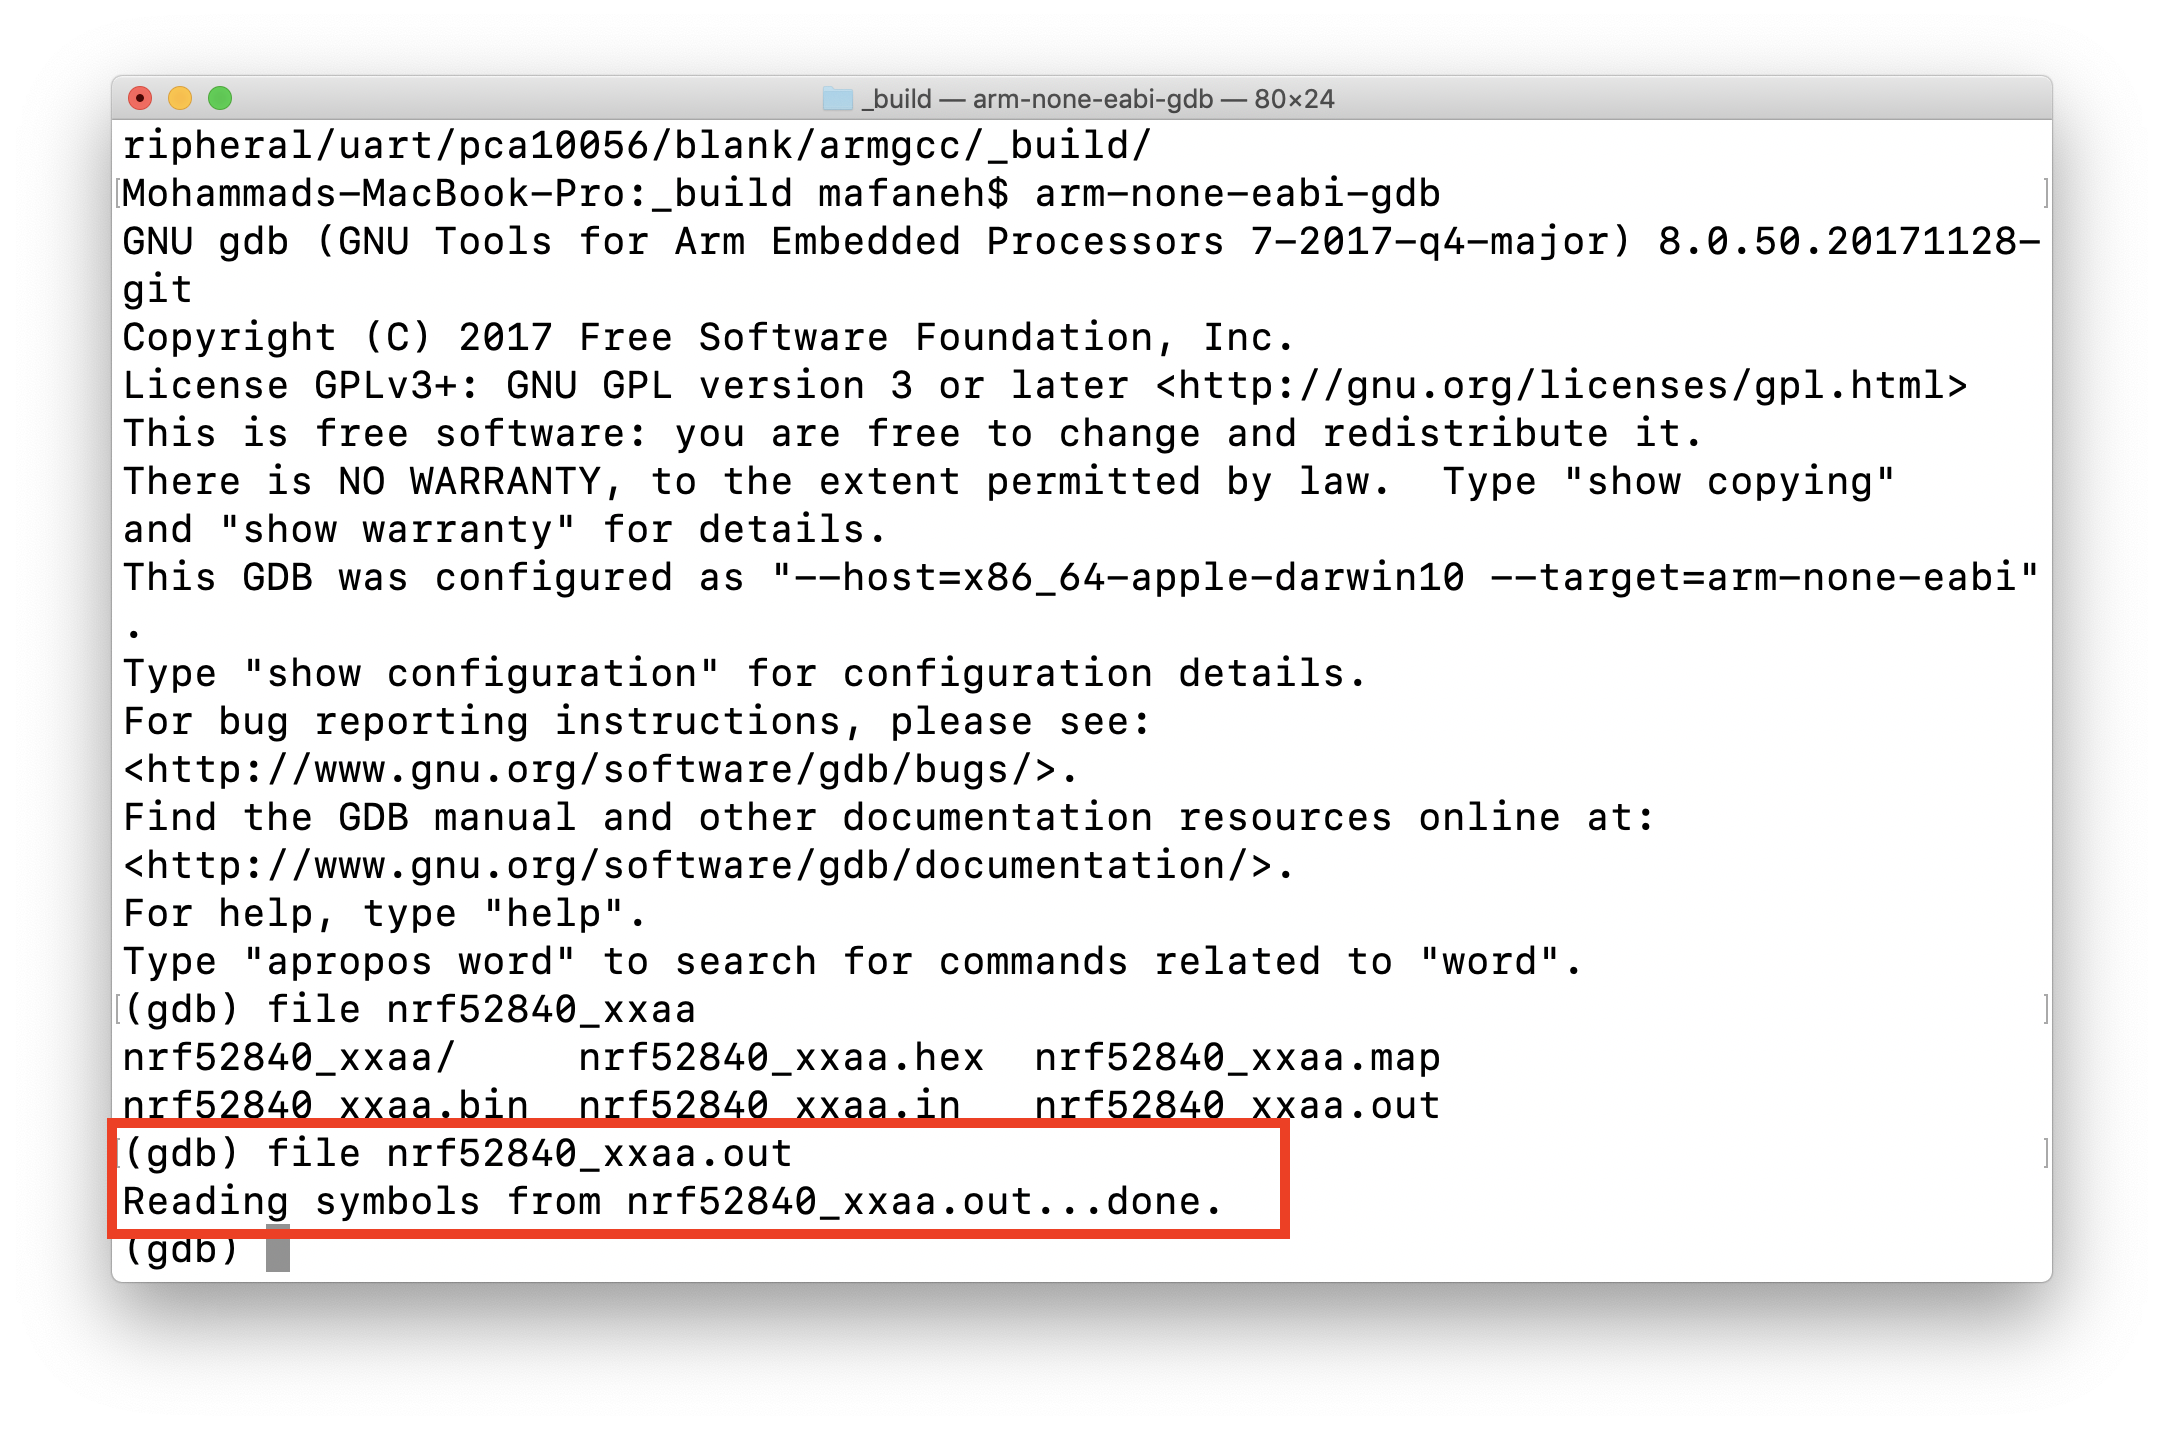 _build — arm-none-eabi-gdb — 80×24
ripheral/uart/pca10056/blank/armgcc/_build/
[Mohammads-MacBook-Pro:_build mafaneh$ arm-none-eabi-gdb ]
GNU gdb (GNU Tools for Arm Embedded Processors 7-2017-q4-major) 8.0.50.20171128-
git
Copyright (C) 2017 Free Software Foundation, Inc.
License GPLv3+: GNU GPL version 3 or later <http://gnu.org/licenses/gpl.html>
This is free software: you are free to change and redistribute it.
There is NO WARRANTY, to the extent permitted by law.  Type "show copying"
and "show warranty" for details.
This GDB was configured as "--host=x86_64-apple-darwin10 --target=arm-none-eabi"
.
Type "show configuration" for configuration details.
For bug reporting instructions, please see:
<http://www.gnu.org/software/gdb/bugs/>.
Find the GDB manual and other documentation resources online at:
<http://www.gnu.org/software/gdb/documentation/>.
For help, type "help".
Type "apropos word" to search for commands related to "word".
[(gdb) file nrf52840_xxaa ]
nrf52840_xxaa/     nrf52840_xxaa.hex  nrf52840_xxaa.map
nrf52840_xxaa.bin  nrf52840_xxaa.in   nrf52840_xxaa.out
[(gdb) file nrf52840_xxaa.out ]
Reading symbols from nrf52840_xxaa.out...done.
(gdb)